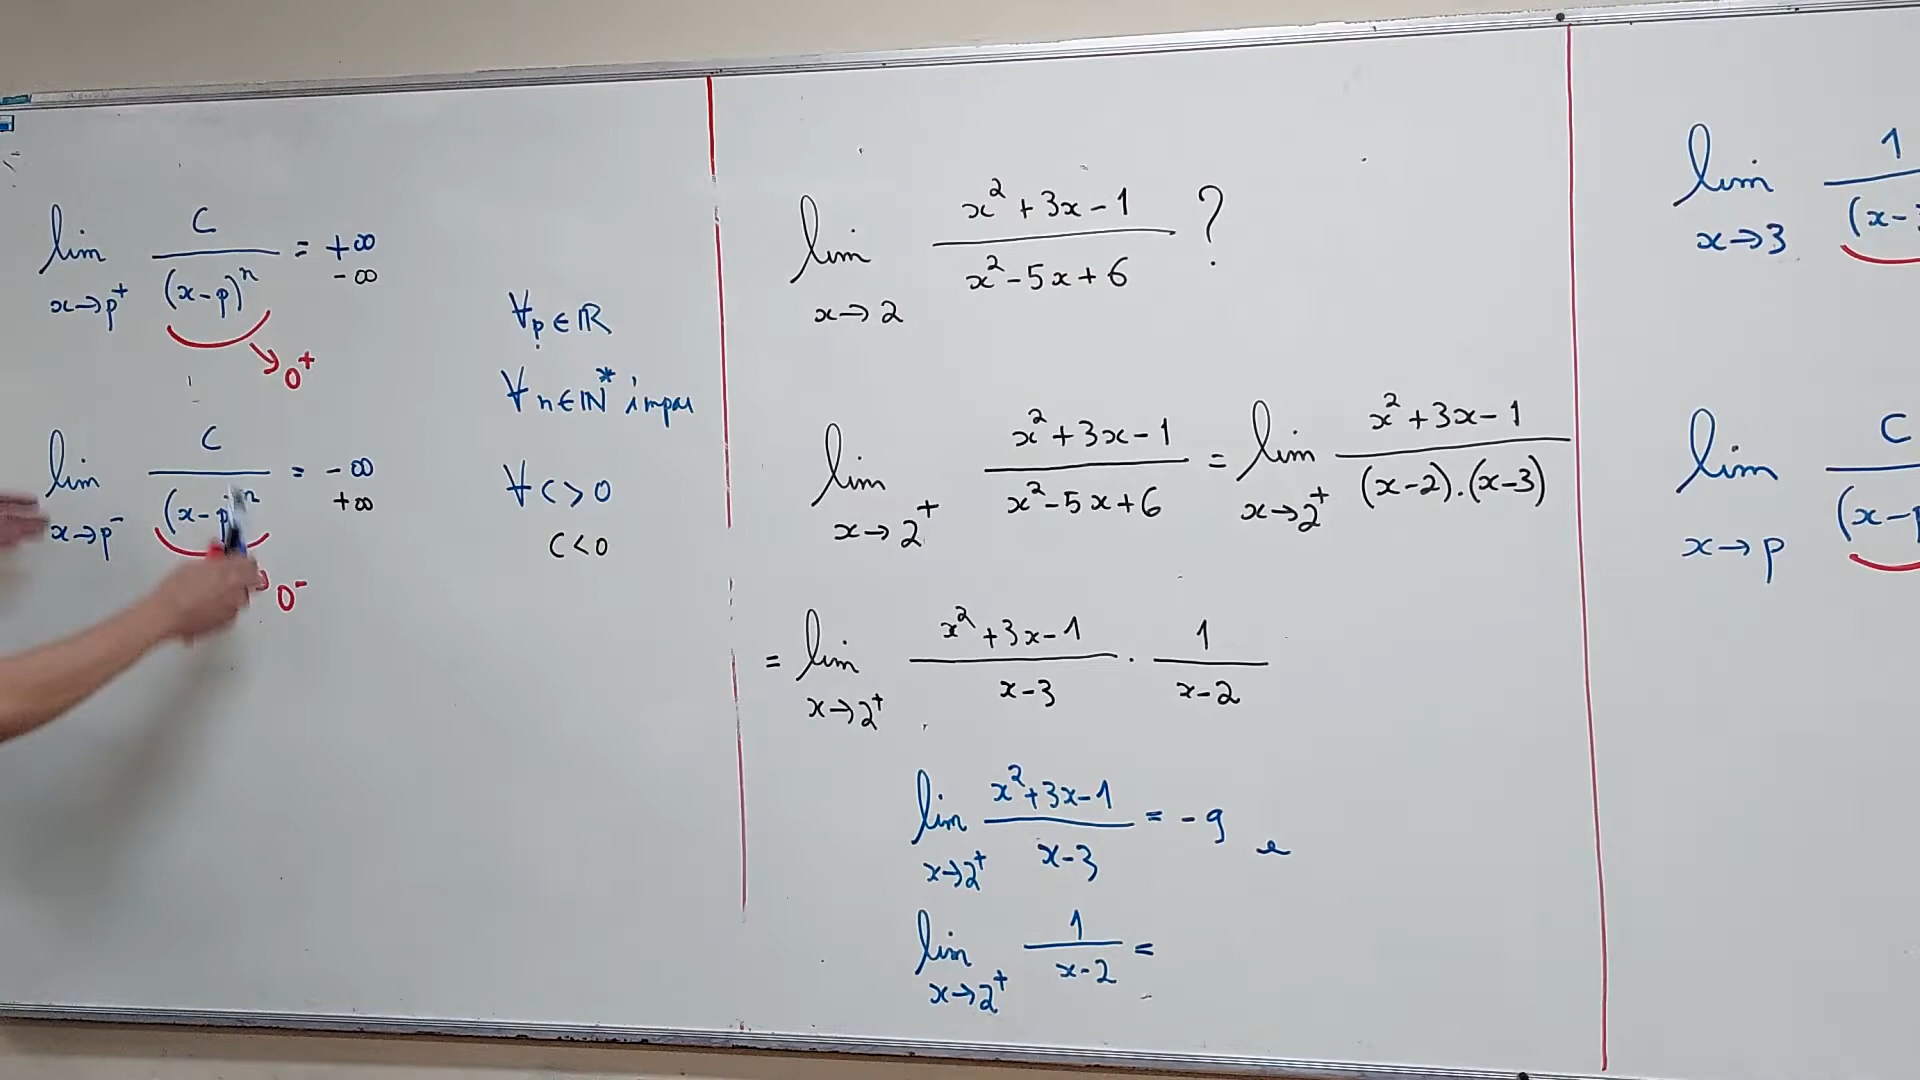 lim x→p⁺ C/(x-p)ⁿ = +∞
-∞
→ 0⁺
lim x→p⁻ C/(x-p)ⁿ = -∞
+∞
0⁻
∀p∈ℝ
∀n∈ℕ* impar
∀C>0
C<0
lim x→2 (x²+3x-1)/(x²-5x+6) ?
lim x→2⁺ (x²+3x-1)/(x²-5x+6) = lim x→2⁺ (x²+3x-1)/((x-2).(x-3))
= lim x→2⁺ (x²+3x-1)/(x-3) · 1/(x-2)
lim x→2⁺ (x²+3x-1)/(x-3) = -9 e
lim x→2⁺ 1/(x-2) =
lim x→3 1/(x-
lim x→p C/(x-p